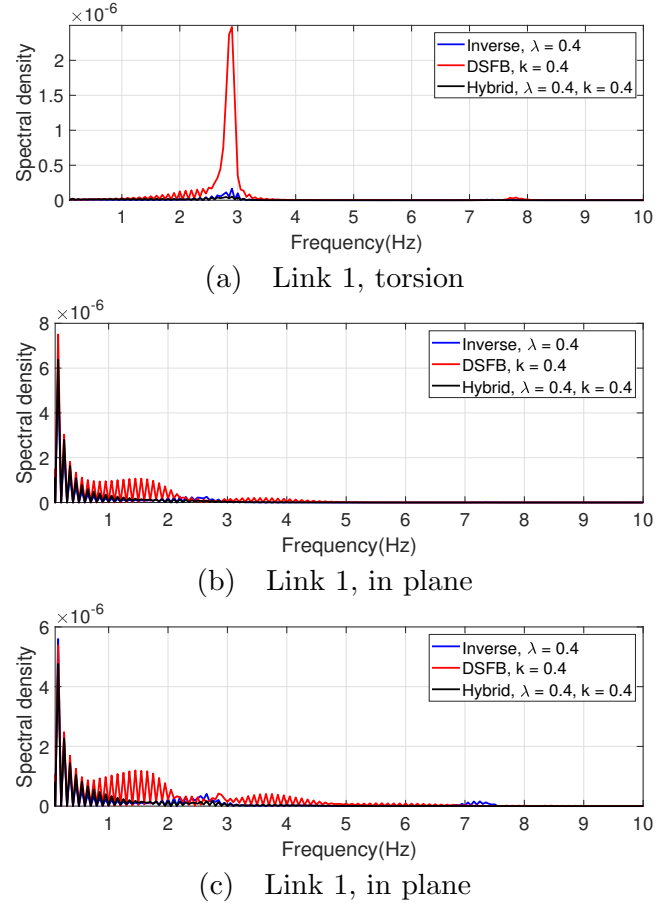 ×10⁻⁶
Spectral density
2
1.5
1
0.5
0
Inverse, λ = 0.4
DSFB, k = 0.4
Hybrid, λ = 0.4, k = 0.4
1 2 3 4 5 6 7 8 9 10
Frequency(Hz)
(a) Link 1, torsion
×10⁻⁶
Spectral density
8
6
4
2
0
Inverse, λ = 0.4
DSFB, k = 0.4
Hybrid, λ = 0.4, k = 0.4
1 2 3 4 5 6 7 8 9 10
Frequency(Hz)
(b) Link 1, in plane
×10⁻⁶
Spectral density
6
4
2
0
Inverse, λ = 0.4
DSFB, k = 0.4
Hybrid, λ = 0.4, k = 0.4
1 2 3 4 5 6 7 8 9 10
Frequency(Hz)
(c) Link 1, in plane